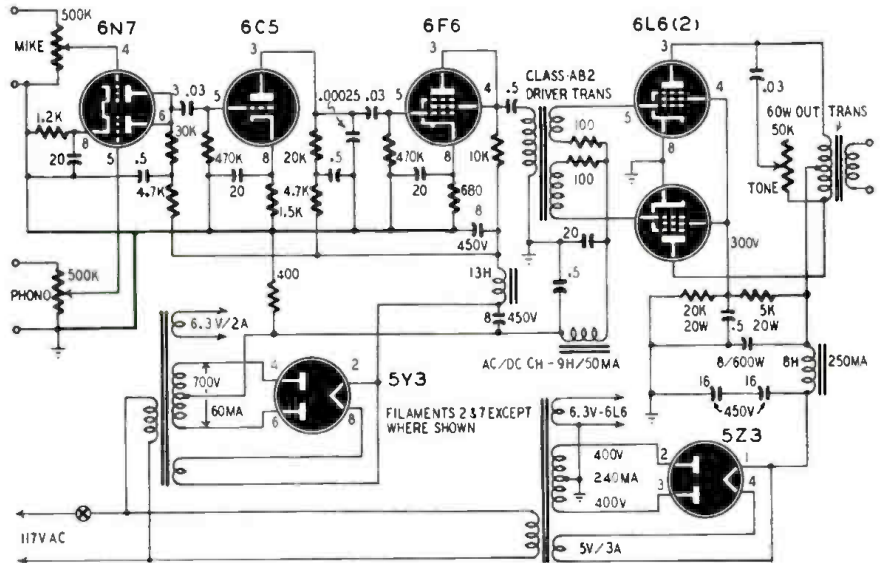 6N7
6C5
6F6
6L6(2)
500K
MIKE
4
3
6
8
5
1.2K
20
.5
4.7K
30K
.03
3
5
8
470K
20
1.5K
20K
4.7K
.5
.00025
.03
3
4
5
8
470K
20
680
10K
8
450V
.5
CLASS-AB2
DRIVER TRANS
100
100
20
.5
3
4
5
8
300V
.03
60W OUT TRANS
50K
TONE
500K
PHONO
400
13H
8
450V
AC/DC CH-9H/50MA
20K
20W
5K
20W
.5
8/600W
8H
250MA
16
16
450V
6.3V/2A
700V
60MA
4
6
2
8
5Y3
FILAMENTS 2&7 EXCEPT
WHERE SHOWN
6.3V-6L6
400V
240MA
400V
5V/3A
5Z3
2
3
1
4
117V AC